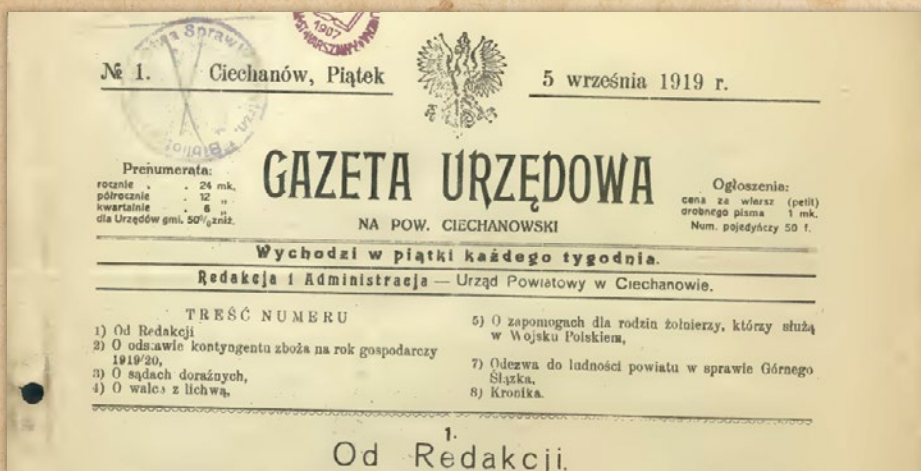 № 1.
Ciechanów, Piątek
5 września 1919 r.
1907
Prenumerata:
rocznie . . 24 mk.
półrocznie . 12 „
kwartalnie . 6 „
dla Urzędów gmi. 50% zniż.
GAZETA URZĘDOWA
NA POW. CIECHANOWSKI
Ogłoszenia:
cena za wiersz (petit)
drobnego pisma 1 mk.
Num. pojedyńczy 50 f.
Wychodzi w piątki każdego tygodnia.
Redakcja i Administracja — Urząd Powiatowy w Ciechanowie.
TREŚĆ NUMERU
1) Od Redakcji
2) O odstawie kontyngentu zboża na rok gospodarczy
1919/20,
3) O sądach doraźnych,
4) O walce z lichwą,
5) O zapomogach dla rodzin żołnierzy, którzy służą
w Wojsku Polskiem,
7) Odezwa do ludności powiatu w sprawie Górnego
Ślązka,
8) Kronika.
1.
Od Redakcji.